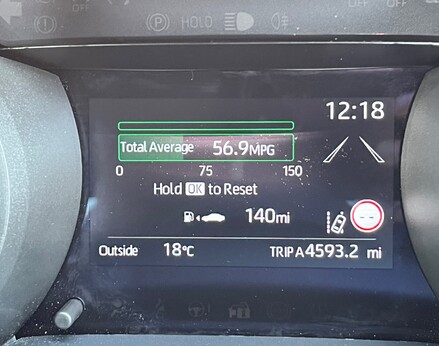 HOLD
12:18
Total Average 56.9MPG
0 75 150
Hold OK to Reset
140mi
Outside 18°C TRIP A4593.2 mi